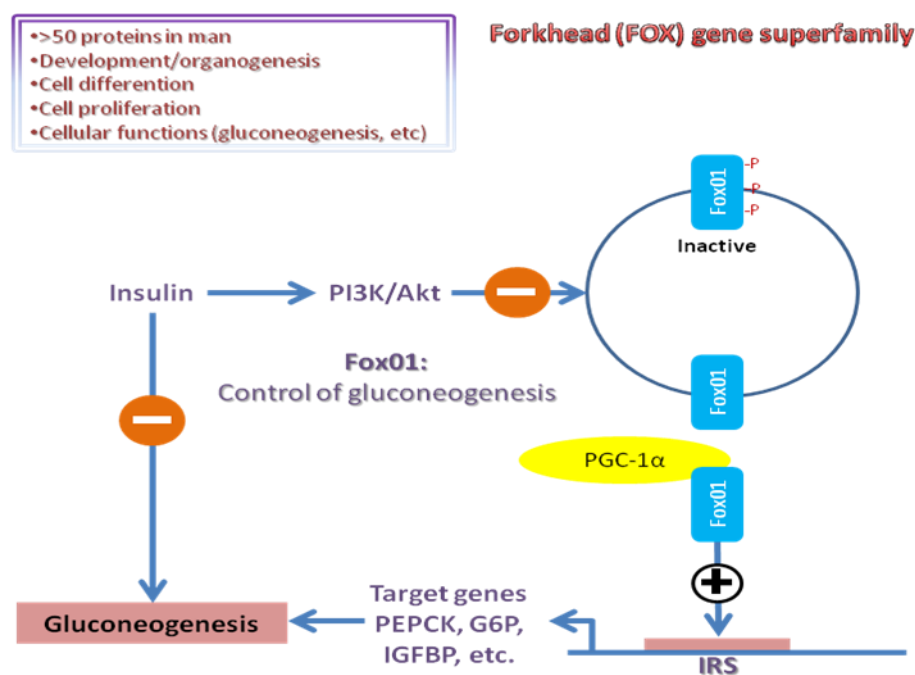 •>50 proteins in man
•Development/organogenesis
•Cell differention
•Cell proliferation
•Cellular functions (gluconeogenesis, etc)
Forkhead (FOX) gene superfamily
Fox01
-P
-P
-P
Inactive
Insulin
PI3K/Akt
Fox01:
Control of gluconeogenesis
Fox01
PGC-1α
Fox01
Target genes
PEPCK, G6P,
IGFBP, etc.
Gluconeogenesis
IRS